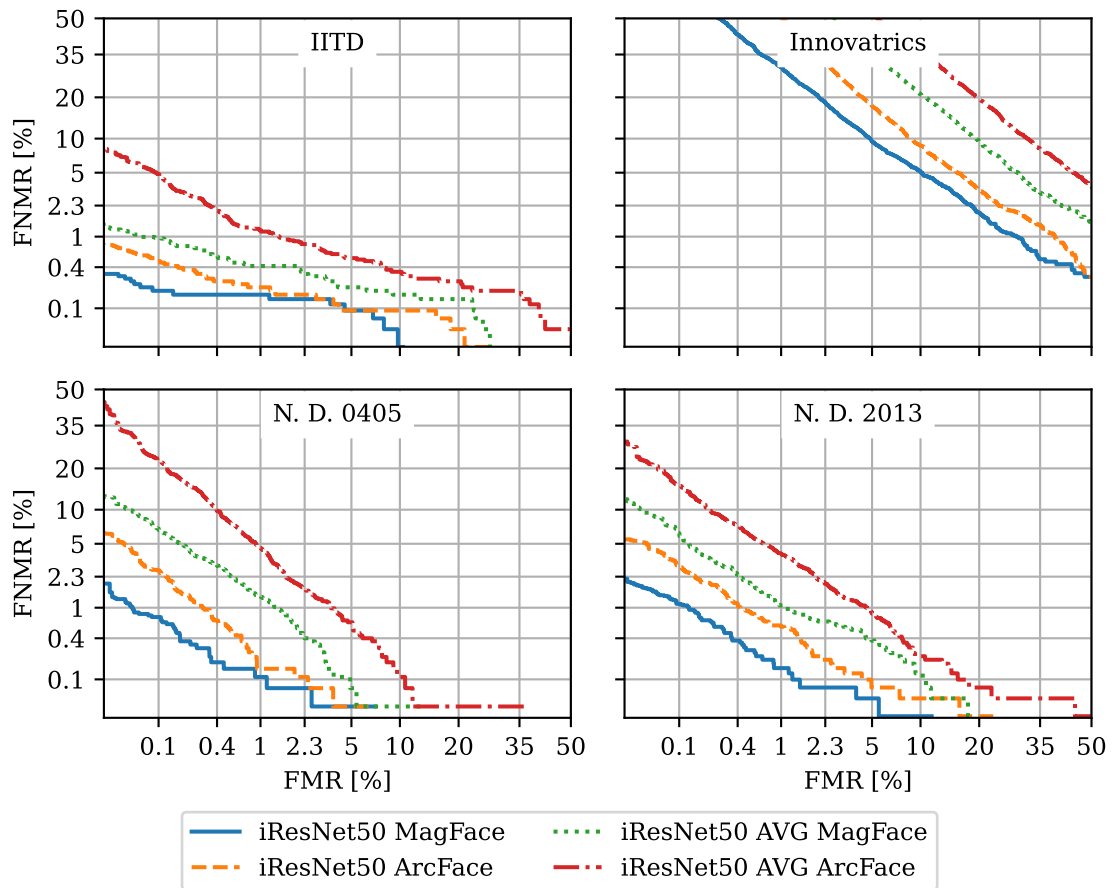 50
35
20
10
5
2.3
1
0.4
0.1
FNMR [%]
IITD
Innovatrics
50
35
20
10
5
2.3
1
0.4
0.1
FNMR [%]
N. D. 0405
N. D. 2013
0.1 0.4 1 2.3 5 10 20 35 50
0.1 0.4 1 2.3 5 10 20 35 50
FMR [%]
FMR [%]
iResNet50 MagFace
iResNet50 ArcFace
iResNet50 AVG MagFace
iResNet50 AVG ArcFace